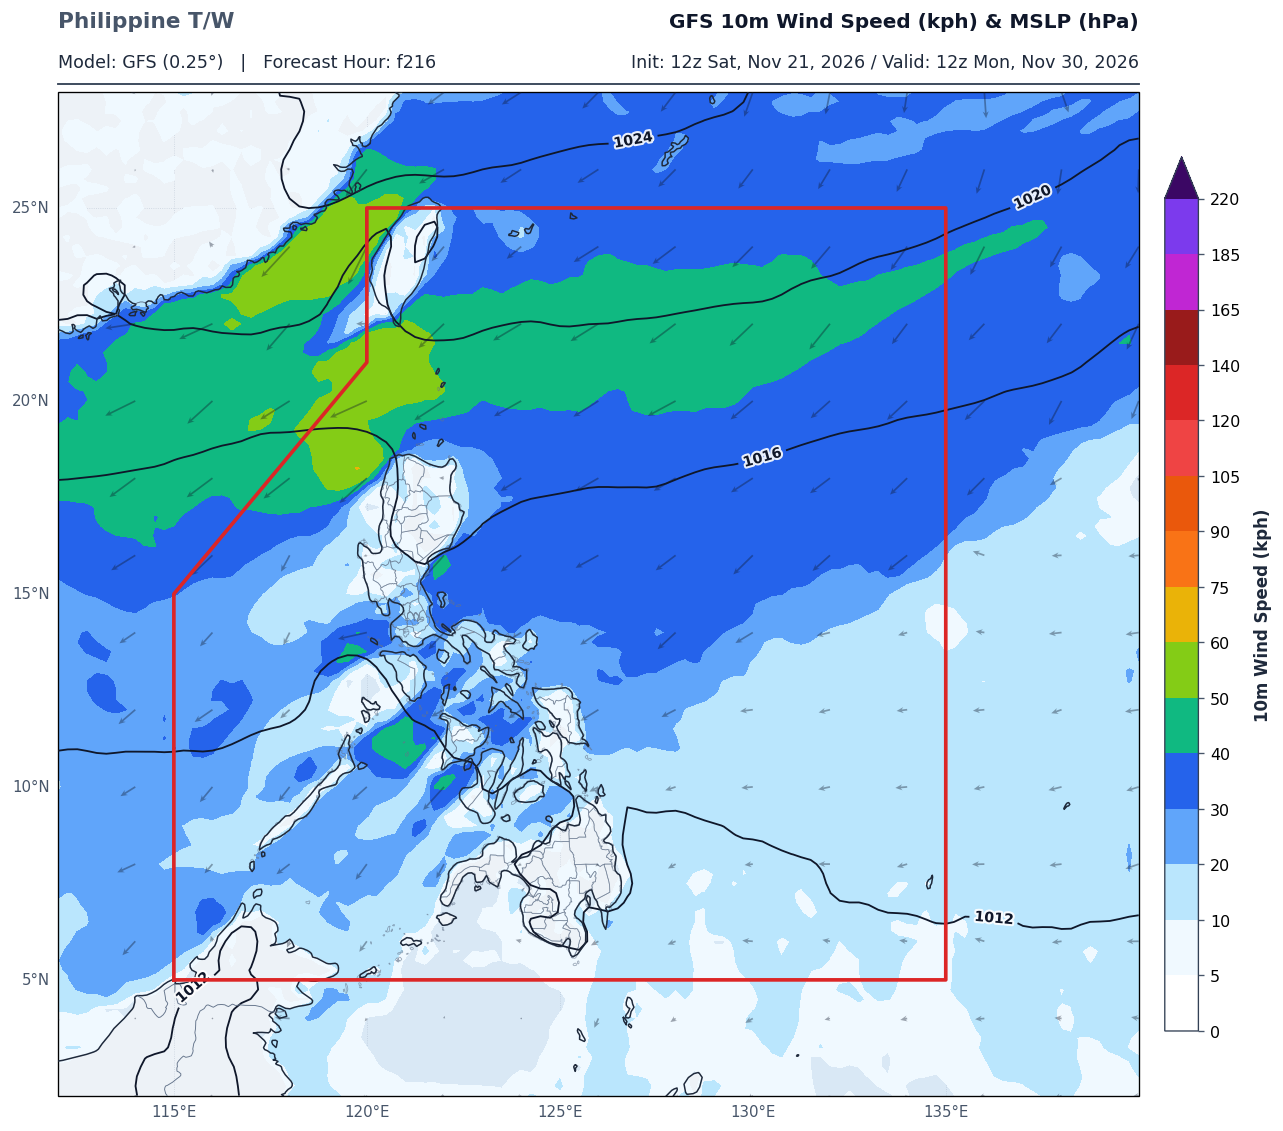 Philippine T/W
GFS 10m Wind Speed (kph) & MSLP (hPa)
Model: GFS (0.25°) | Forecast Hour: f216
Init: 12z Sat, Nov 21, 2026 / Valid: 12z Mon, Nov 30, 2026
1024
1020
1016
1012
1012
25°N
20°N
15°N
10°N
5°N
115°E
120°E
125°E
130°E
135°E
220
185
165
140
120
105
90
75
60
50
40
30
20
10
5
0
10m Wind Speed (kph)